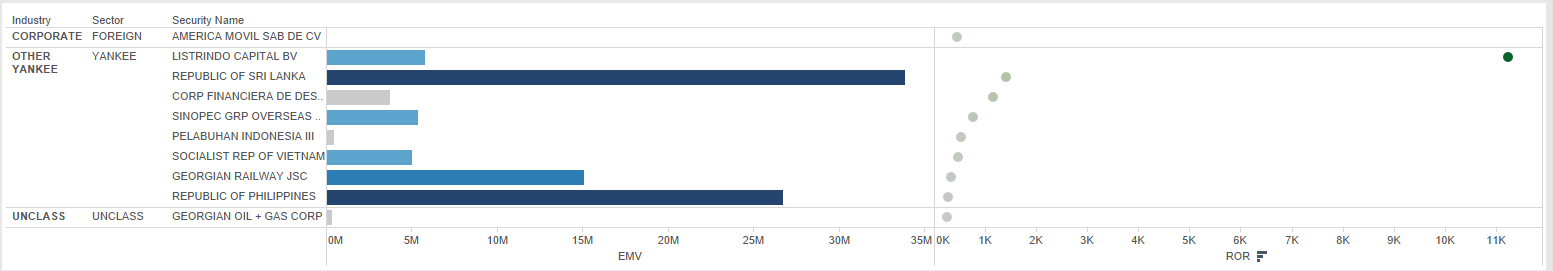 Industry Sector Security Name
CORPORATE FOREIGN AMERICA MOVIL SAB DE CV
OTHER YANKEE LISTRINDO CAPITAL BV
YANKEE
REPUBLIC OF SRI LANKA
CORP FINANCIERA DE DES..
SINOPEC GRP OVERSEAS ..
PELABUHAN INDONESIA III
SOCIALIST REP OF VIETNAM
GEORGIAN RAILWAY JSC
REPUBLIC OF PHILIPPINES
UNCLASS UNCLASS GEORGIAN OIL + GAS CORP
0M 5M 10M 15M 20M 25M 30M 35M 0K 1K 2K 3K 4K 5K 6K 7K 8K 9K 10K 11K
EMV ROR